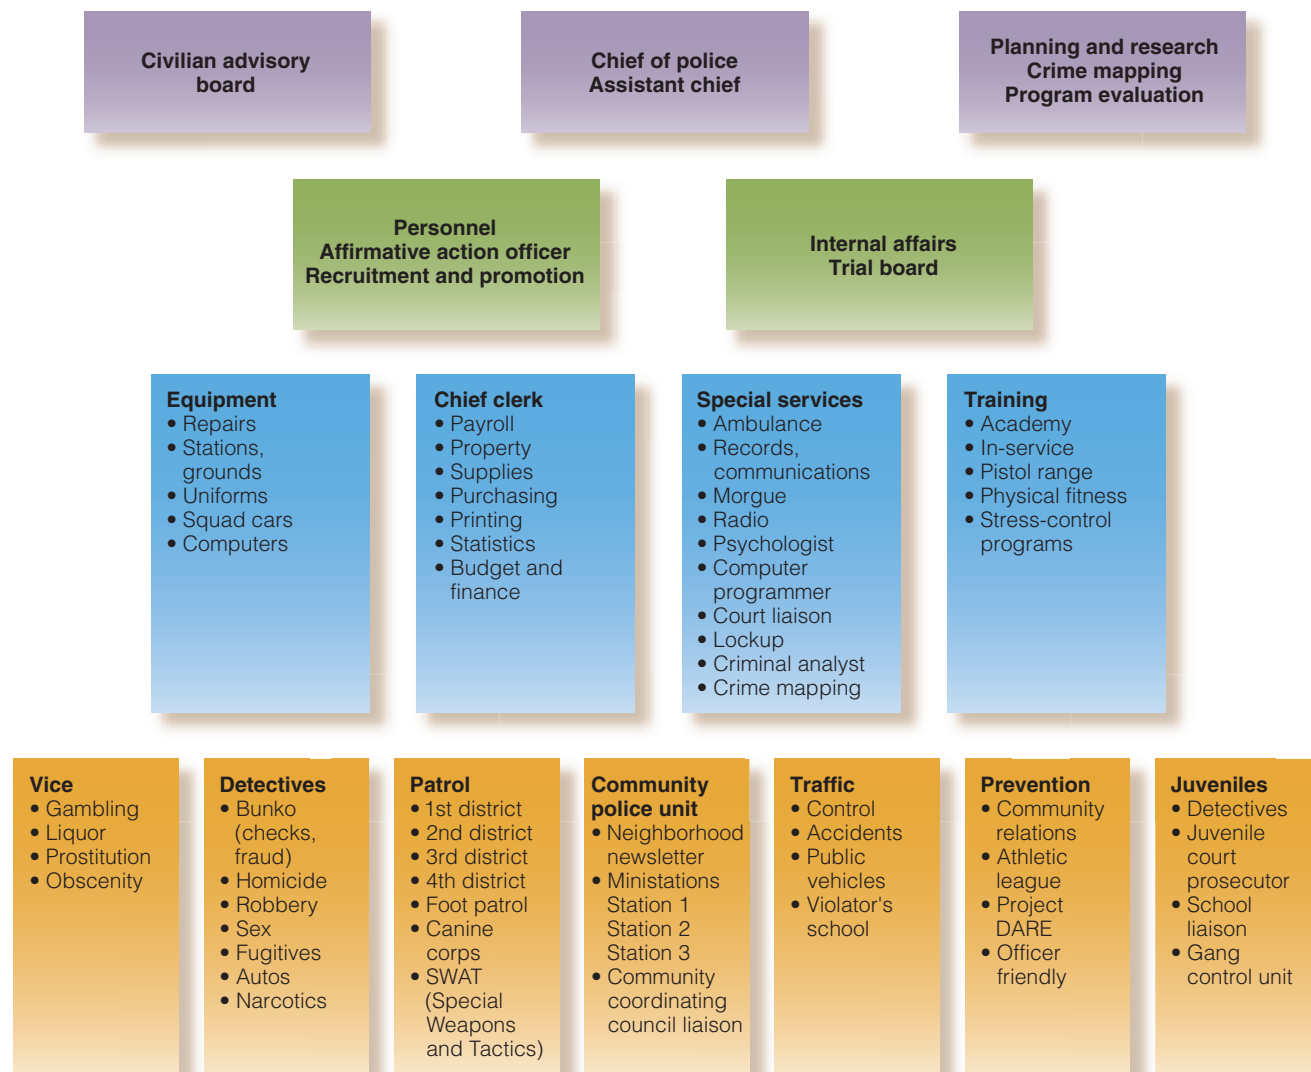 Civilian advisory
board
Chief of police
Assistant chief
Planning and research
Crime mapping
Program evaluation
Personnel
Affirmative action officer
Recruitment and promotion
Internal affairs
Trial board
Equipment
• Repairs
• Stations,
grounds
• Uniforms
• Squad cars
• Computers
Chief clerk
• Payroll
• Property
• Supplies
• Purchasing
• Printing
• Statistics
• Budget and
finance
Special services
• Ambulance
• Records,
communications
• Morgue
• Radio
• Psychologist
• Computer
programmer
• Court liaison
• Lockup
• Criminal analyst
• Crime mapping
Training
• Academy
• In-service
• Pistol range
• Physical fitness
• Stress-control
programs
Vice
• Gambling
• Liquor
• Prostitution
• Obscenity
Detectives
• Bunko
(checks,
fraud)
• Homicide
• Robbery
• Sex
• Fugitives
• Autos
• Narcotics
Patrol
• 1st district
• 2nd district
• 3rd district
• 4th district
• Foot patrol
• Canine
corps
• SWAT
(Special
Weapons
and Tactics)
Community
police unit
• Neighborhood
newsletter
• Ministations
Station 1
Station 2
Station 3
• Community
coordinating
council liaison
Traffic
• Control
• Accidents
• Public
vehicles
• Violator's
school
Prevention
• Community
relations
• Athletic
league
• Project
DARE
• Officer
friendly
Juveniles
• Detectives
• Juvenile
court
prosecutor
• School
liaison
• Gang
control unit